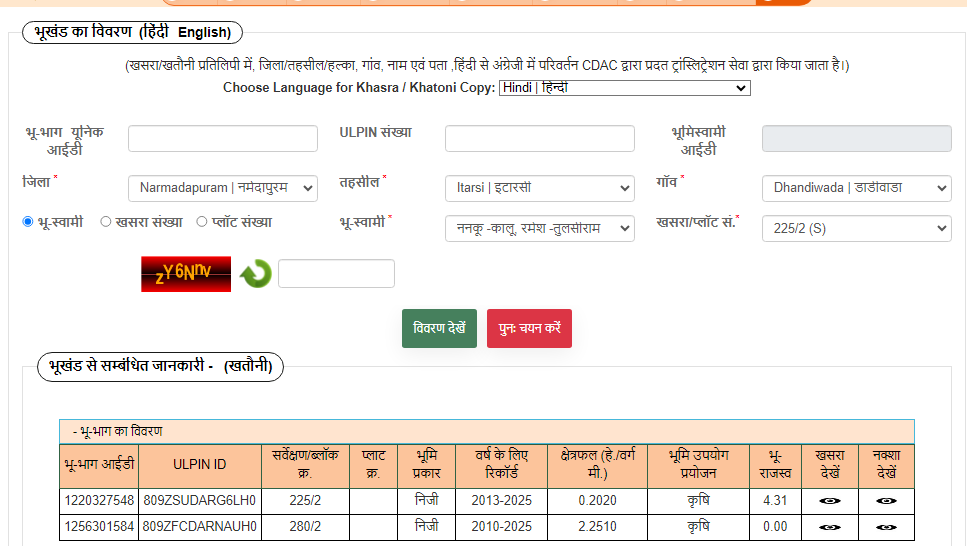 भूखंड का विवरण (हिंदी English)
(खसरा/खतौनी प्रतिलिपी में, जिला/तहसील/हल्का, गांव, नाम एवं पता ,हिंदी से अंग्रेजी में परिवर्तन CDAC द्वारा प्रदत ट्रांस्लिट्रेशन सेवा द्वारा किया जाता है।)
Choose Language for Khasra / Khatoni Copy: Hindi | हिन्दी
भू-भाग यूनिक आईडी
ULPIN संख्या
भूमिस्वामी आईडी
जिला * Narmadapuram | नर्मदापुरम
तहसील * Itarsi | इटारसी
गाँव * Dhandiwada | डाडीवाडा
भू-स्वामी खसरा संख्या प्लॉट संख्या
भू-स्वामी * ननकू -कालू, रमेश -तुलसीराम
खसरा/प्लॉट सं.* 225/2 (S)
zY6Nnv
विवरण देखें पुनः चयन करें
भूखंड से सम्बंधित जानकारी - (खतौनी)
- भू-भाग का विवरण
भू-भाग आईडी ULPIN ID सर्वेक्षण/ब्लॉक क्र. प्लाट क्र. भूमि प्रकार वर्ष के लिए रिकॉर्ड क्षेत्रफल (हे./वर्ग मी.) भूमि उपयोग प्रयोजन भू-राजस्व खसरा देखें नक्शा देखें
1220327548 809ZSUDARG6LH0 225/2 निजी 2013-2025 0.2020 कृषि 4.31
1256301584 809ZFCDARNAUH0 280/2 निजी 2010-2025 2.2510 कृषि 0.00